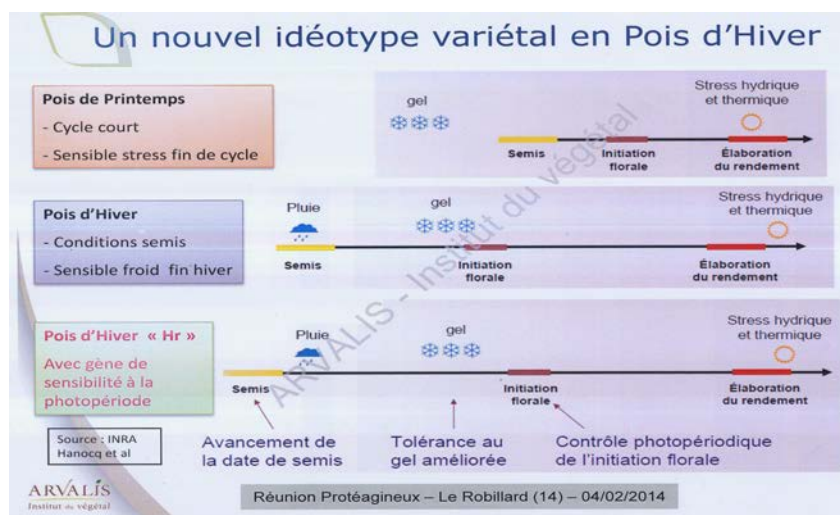 Un nouvel idéotype variétal en Pois d'Hiver
Pois de Printemps
- Cycle court
- Sensible stress fin de cycle
gel
Stress hydrique
et thermique
Semis
Initiation
florale
Élaboration
du rendement
Pois d'Hiver
- Conditions semis
- Sensible froid fin hiver
Pluie
gel
Stress hydrique
et thermique
Semis
Initiation
florale
Élaboration
du rendement
Pois d'Hiver « Hr »
Avec gène de
sensibilité à la
photopériode
Pluie
gel
Stress hydrique
et thermique
Semis
Initiation
florale
Élaboration
du rendement
Source : INRA
Hanocq et al
Avancement de
la date de semis
Tolérance au
gel améliorée
Contrôle photopériodique
de l'initiation florale
ARVALIS
Institut du végétal
Réunion Protéagineux – Le Robillard (14) – 04/02/2014
ARVALIS - Institut du végétal